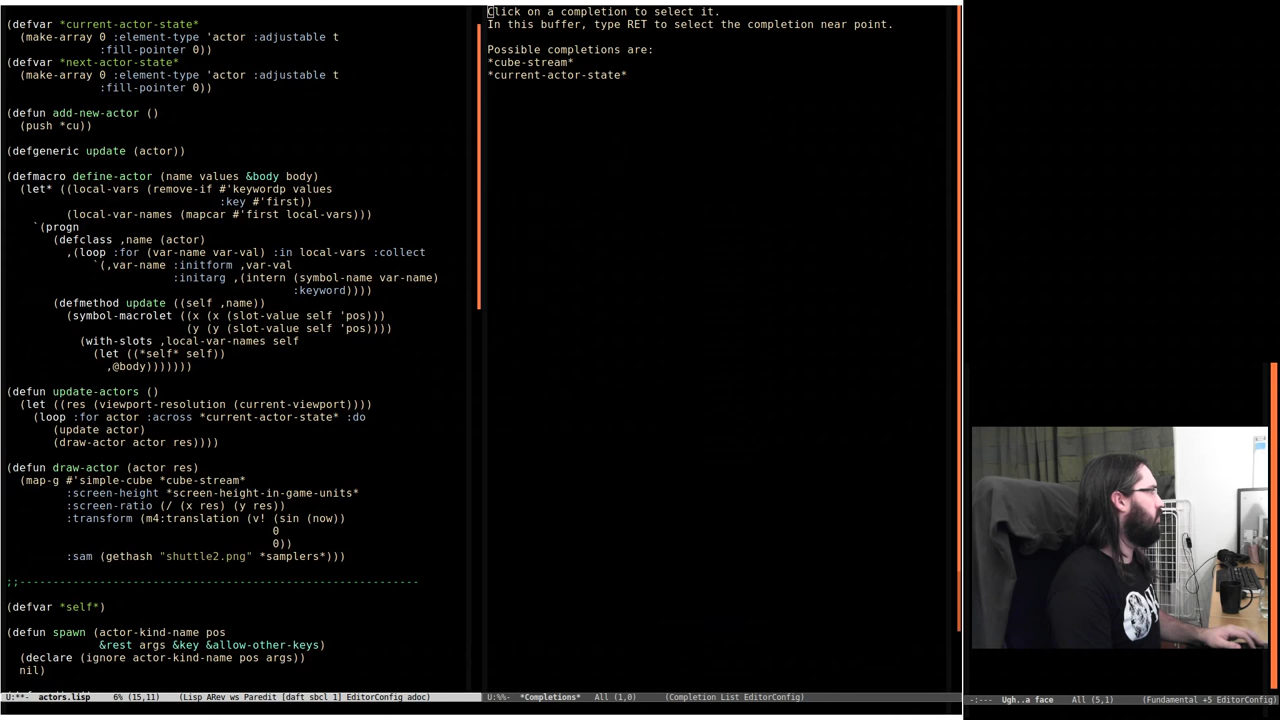 (defvar *current-actor-state*
(make-array 0 :element-type 'actor :adjustable t
:fill-pointer 0))
(defvar *next-actor-state*
(make-array 0 :element-type 'actor :adjustable t
:fill-pointer 0))
(defun add-new-actor ()
(push *cu))
(defgeneric update (actor))
(defmacro define-actor (name values &body body)
(let* ((local-vars (remove-if #'keywordp values
:key #'first))
(local-var-names (mapcar #'first local-vars)))
`(progn
(defclass ,name (actor)
,(loop :for (var-name var-val) :in local-vars :collect
`(,var-name :initform ,var-val
:initarg ,(intern (symbol-name var-name)
:keyword))))
(defmethod update ((self ,name))
(symbol-macrolet ((x (x (slot-value self 'pos)))
(y (y (slot-value self 'pos))))
(with-slots ,local-var-names self
(let ((*self* self))
,@body)))))))
(defun update-actors ()
(let ((res (viewport-resolution (current-viewport))))
(loop :for actor :across *current-actor-state* :do
(update actor)
(draw-actor actor res))))
(defun draw-actor (actor res)
(map-g #'simple-cube *cube-stream*
:screen-height *screen-height-in-game-units*
:screen-ratio (/ (x res) (y res))
:transform (m4:translation (v! (sin (now))
0
0))
:sam (gethash "shuttle2.png" *samplers*)))
;;------------------------------------------------------------
(defvar *self*)
(defun spawn (actor-kind-name pos
&rest args &key &allow-other-keys)
(declare (ignore actor-kind-name pos args))
nil)
U:**- actors.lisp 6% (15,11) (Lisp ARev ws Paredit [daft sbcl 1] EditorConfig adoc)
Click on a completion to select it.
In this buffer, type RET to select the completion near point.
Possible completions are:
*cube-stream*
*current-actor-state*
U:%%- *Completions* All (1,0) (Completion List EditorConfig)
-:--- Ugh..a face All (5,1) (Fundamental +5 EditorConfig)